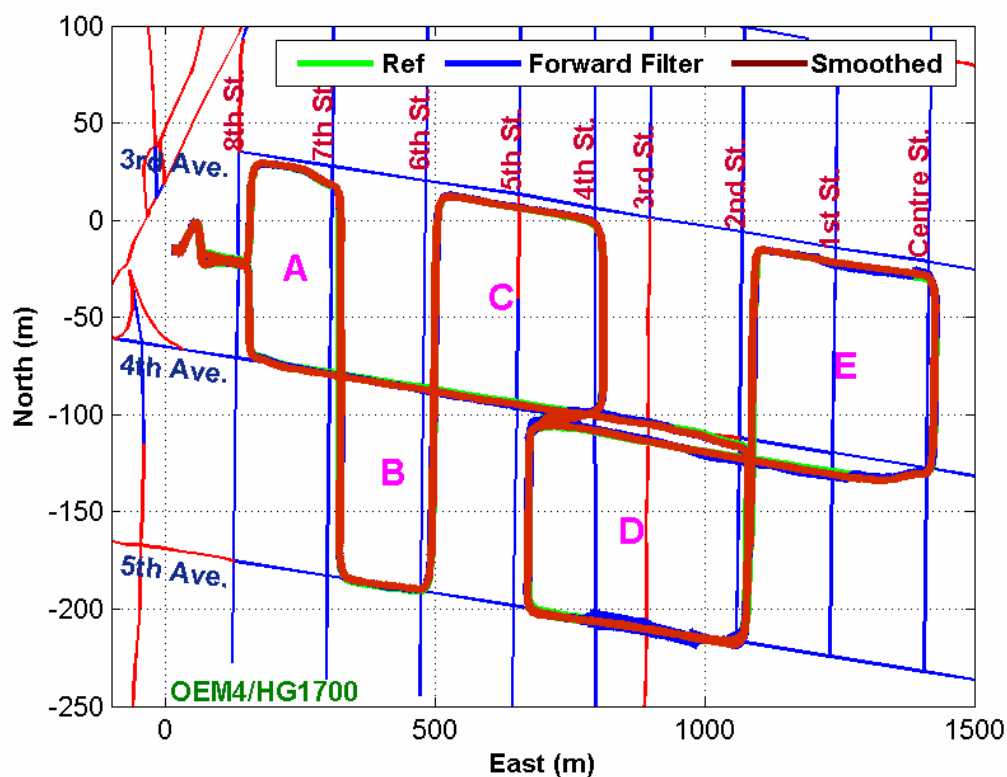 Ref Forward Filter Smoothed
8th St.
7th St.
6th St.
5th St.
4th St.
3rd St.
2nd St.
1st St.
Centre St.
3rd Ave.
4th Ave.
5th Ave.
A
B
C
D
E
OEM4/HG1700
100
50
0
-50
-100
-150
-200
-250
North (m)
0 500 1000 1500
East (m)